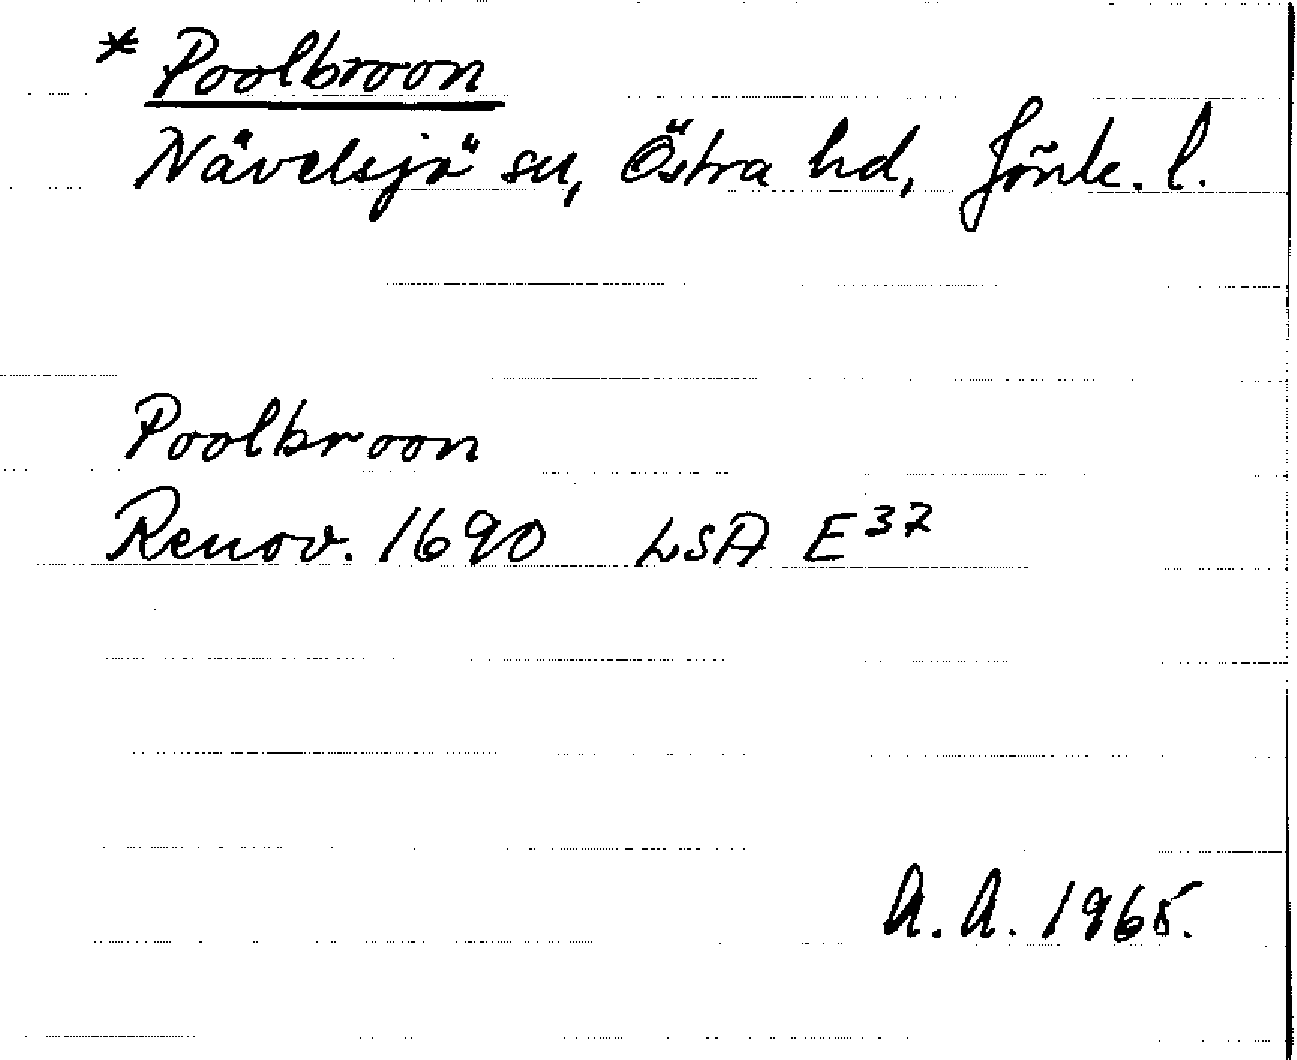 * Poolbroon
Nävelsjö sn, Östra hd, Jönk. l.
Poolbroon
Renov. 1690 LSA E37
A.A. 1965.